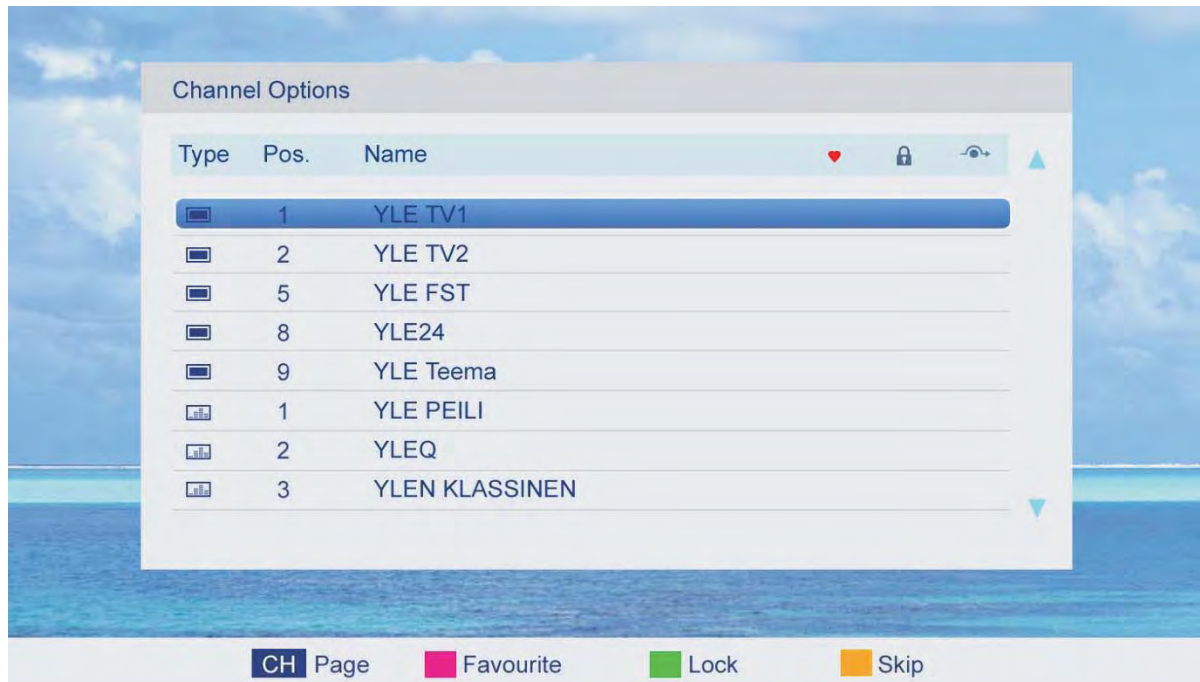 Channel Options
Type Pos. Name
1 YLE TV1
2 YLE TV2
5 YLE FST
8 YLE24
9 YLE Teema
1 YLE PEILI
2 YLEQ
3 YLEN KLASSINEN
CH Page Favourite Lock Skip